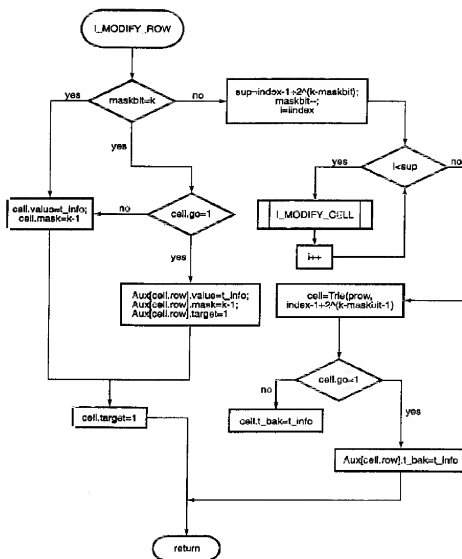 I_MODIFY_ROW
yes
maskbit=k
no
sup=index-1+2^(k-maskbit);
maskbit--;
i=index
yes
yes
i<sup
no
cell.value=t_info;
cell.mask=k-1
no
cell.go=1
I_MODIFY_CELL
yes
i++
Aux[cell.row].value=t_info;
Aux[cell.row].mask=k-1;
Aux[cell.row].target=1
cell=Trie(prow,
index-1+2^(k-maskbit-1)
no
cell.go=1
yes
cell.target=1
cell.t_bak=t_info
Aux[cell.row].t_bak=t_info
return